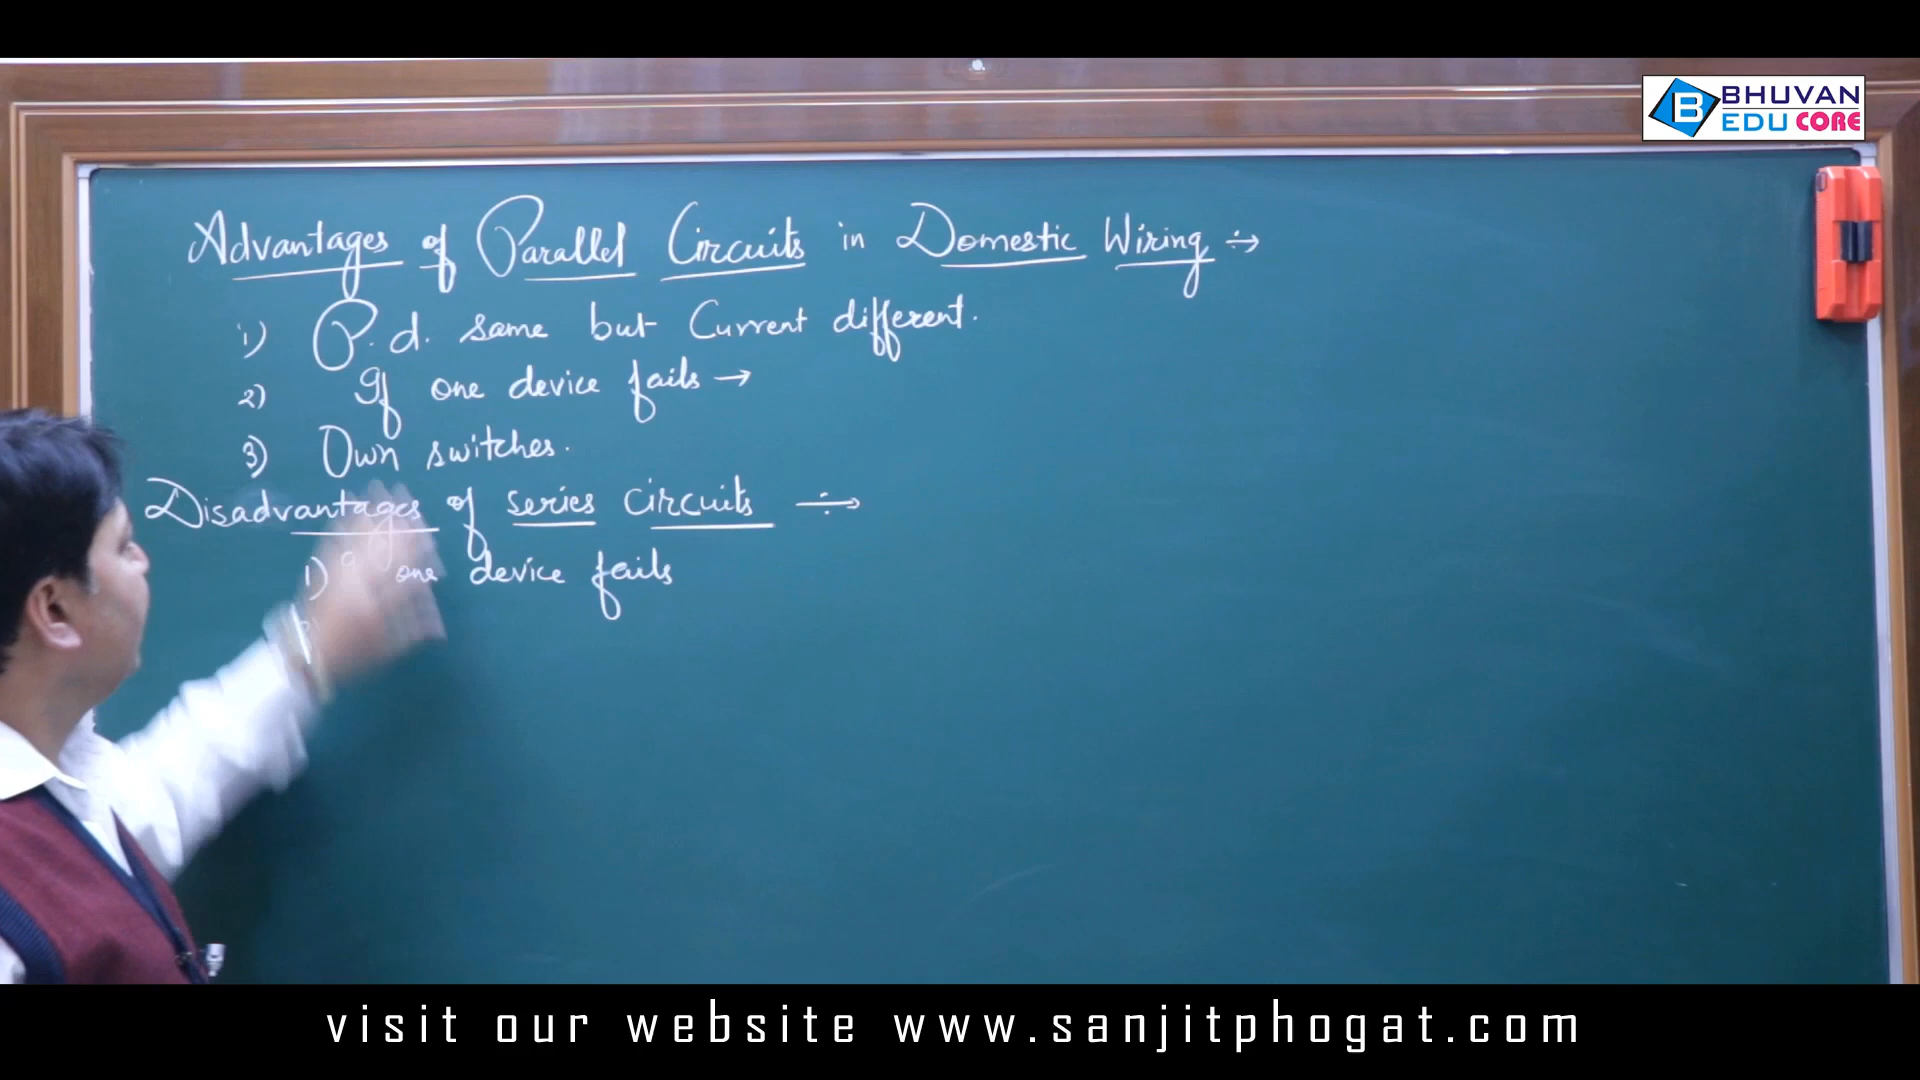 BHUVAN
EDU CORE
Advantages of Parallel Circuits in Domestic Wiring :→
1) P.d. same but Current different.
2) If one device fails →
3) Own switches.
Disadvantages of series circuits :→
1) one device fails
visit our website www.sanjitphogat.com